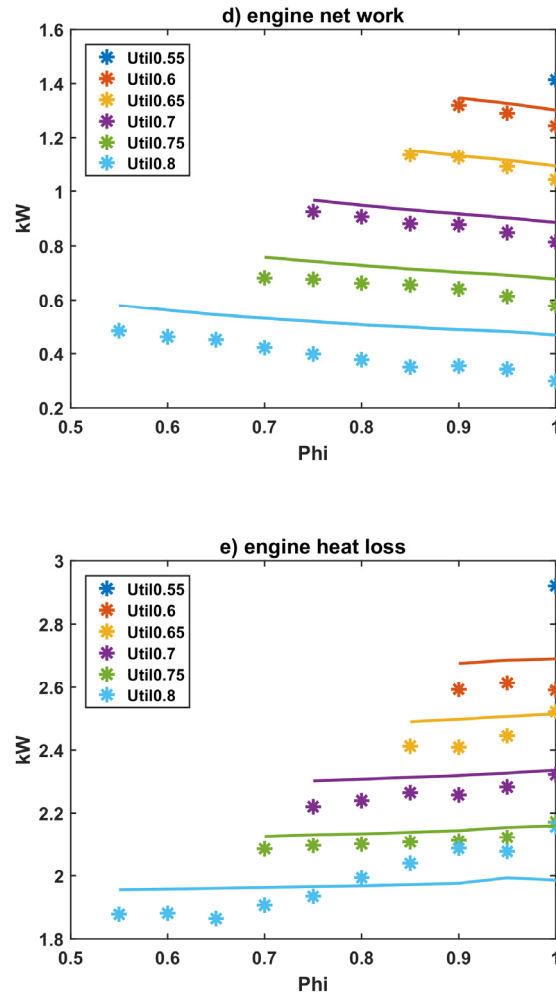 d) engine net work
1.6
1.4
1.2
1
0.8
0.6
0.4
0.2
kW
Util0.55
Util0.6
Util0.65
Util0.7
Util0.75
Util0.8
0.5 0.6 0.7 0.8 0.9 1
Phi
e) engine heat loss
3
2.8
2.6
2.4
2.2
2
1.8
kW
Util0.55
Util0.6
Util0.65
Util0.7
Util0.75
Util0.8
0.5 0.6 0.7 0.8 0.9 1
Phi